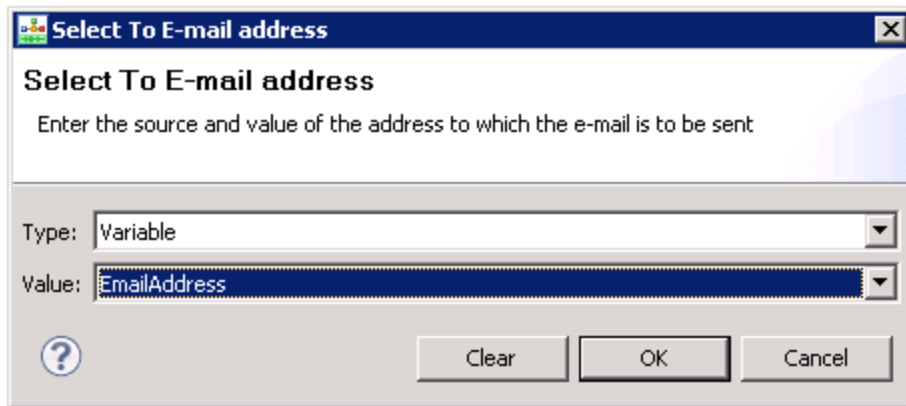 Select To E-mail address
Select To E-mail address
Enter the source and value of the address to which the e-mail is to be sent
Type: Variable
Value: EmailAddress
? Clear OK Cancel